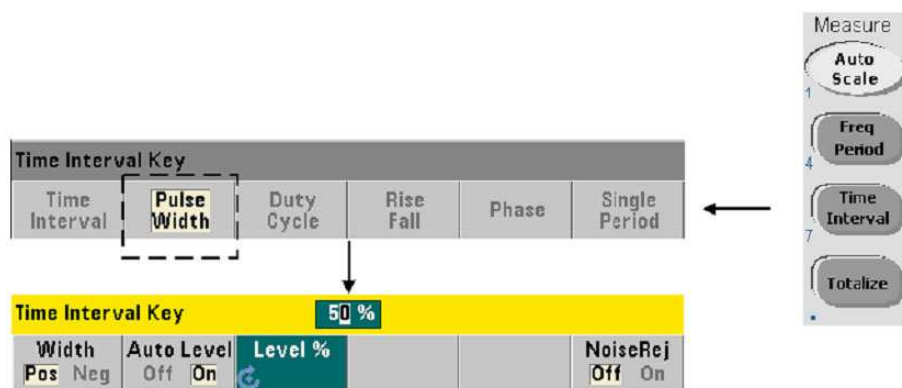 Measure
Auto
Scale
1
Freq
Period
4
Time
Interval
7
Totalize
.
Time Interval Key
Time
Interval
Pulse
Width
Duty
Cycle
Rise
Fall
Phase
Single
Period
Time Interval Key 50 %
Width
Pos Neg
Auto Level
Off On
Level %
NoiseRej
Off On